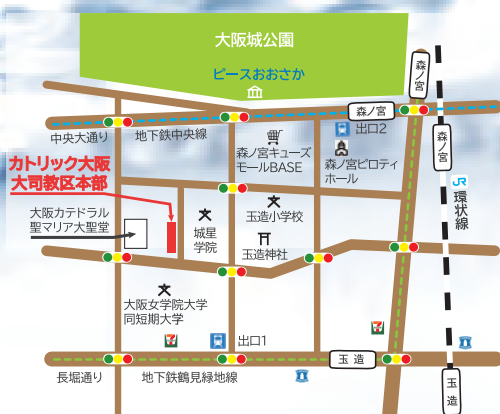 大阪城公園
ピースおおさか
森ノ宮
森ノ宮
中央大通り
地下鉄中央線
出口2
森ノ宮キューズ
モールBASE
森ノ宮ピロティ
ホール
森ノ宮
JR
環状線
カトリック大阪
大司教区本部
大阪カテドラル
聖マリア大聖堂
城星
学院
玉造小学校
玉造神社
大阪女学院大学
同短期大学
出口1
玉造
長堀通り
地下鉄鶴見緑地線
玉造